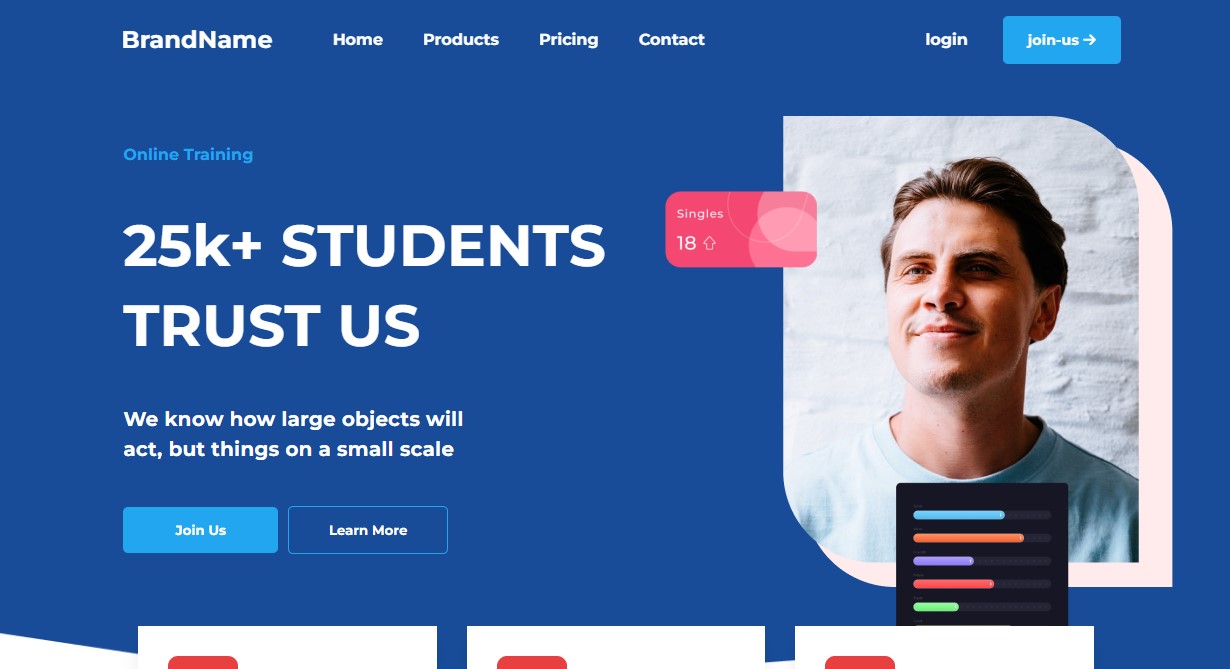 BrandName
Home
Products
Pricing
Contact
login
join-us
Online Training
25k+ STUDENTS
TRUST US
We know how large objects will
act, but things on a small scale
Join Us
Learn More
Singles
18